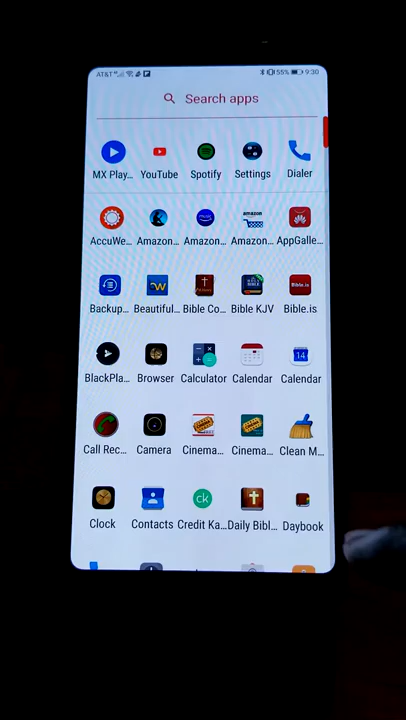 AT&T 55% 9:30
Search apps
MX Play... YouTube Spotify Settings Dialer
AccuWe... Amazon... Amazon... Amazon... AppGalle...
Backup... Beautiful... Bible Co... Bible KJV Bible.is
BlackPla... Browser Calculator Calendar Calendar
Call Rec... Camera Cinema... Cinema... Clean M...
Clock Contacts Credit Ka... Daily Bibl... Daybook